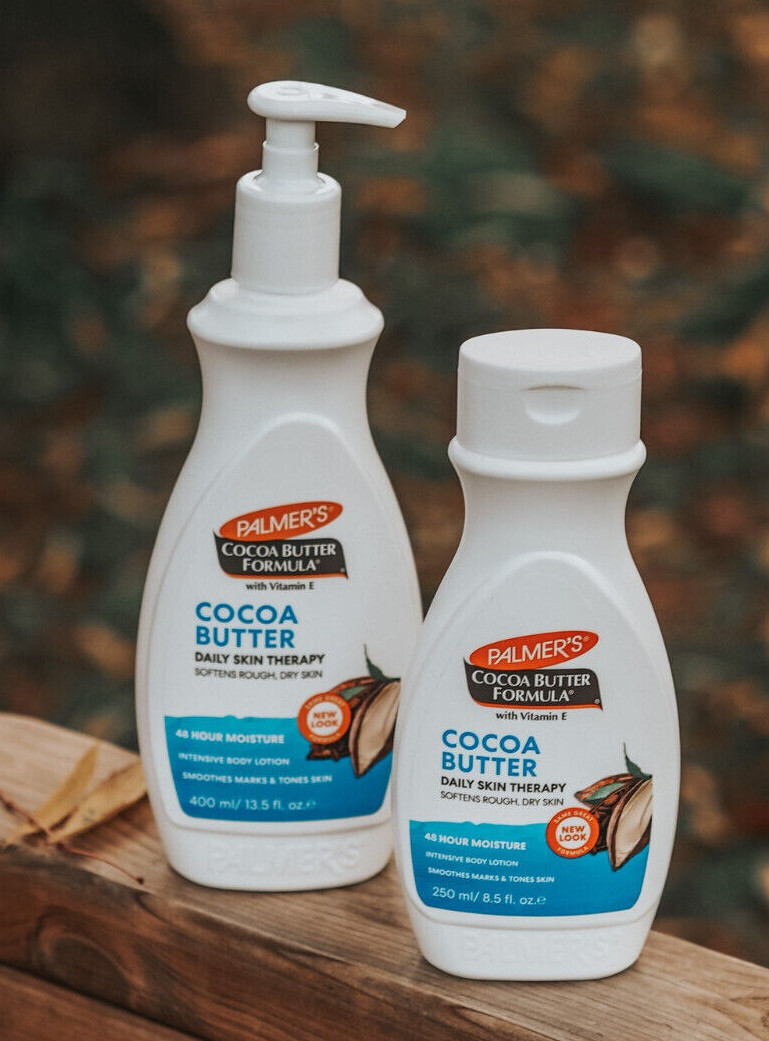 PALMER'S®
COCOA BUTTER
FORMULA®
with Vitamin E
COCOA
BUTTER
DAILY SKIN THERAPY
SOFTENS ROUGH, DRY SKIN
SAME GREAT
NEW
LOOK
FORMULA
48 HOUR MOISTURE
INTENSIVE BODY LOTION
SMOOTHES MARKS & TONES SKIN
400 ml/ 13.5 fl. oz.℮
PALMER'S
PALMER'S®
COCOA BUTTER
FORMULA®
with Vitamin E
COCOA
BUTTER
DAILY SKIN THERAPY
SOFTENS ROUGH, DRY SKIN
SAME GREAT
NEW
LOOK
FORMULA
48 HOUR MOISTURE
INTENSIVE BODY LOTION
SMOOTHES MARKS & TONES SKIN
250 ml/ 8.5 fl. oz.℮
PALMER'S